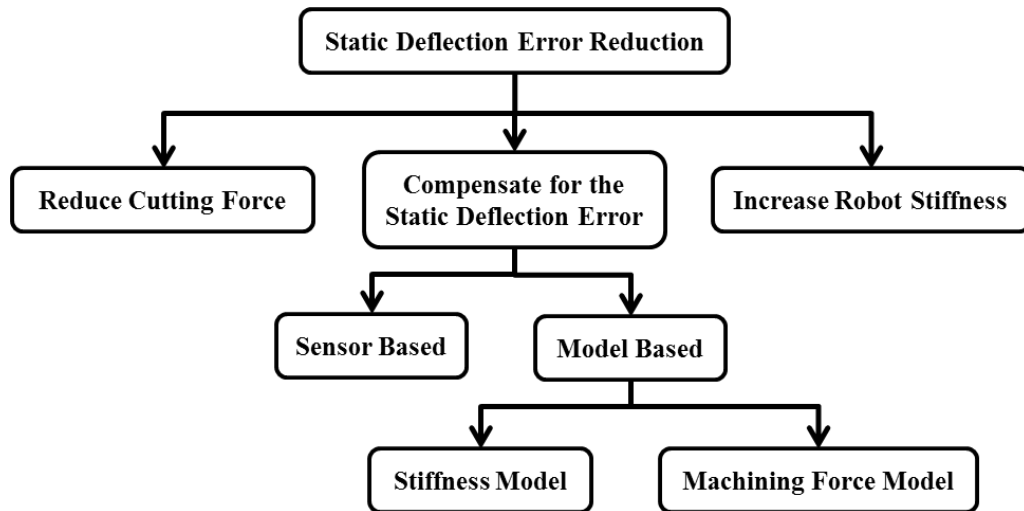 Static Deflection Error Reduction
Reduce Cutting Force
Compensate for the
Static Deflection Error
Increase Robot Stiffness
Sensor Based
Model Based
Stiffness Model
Machining Force Model